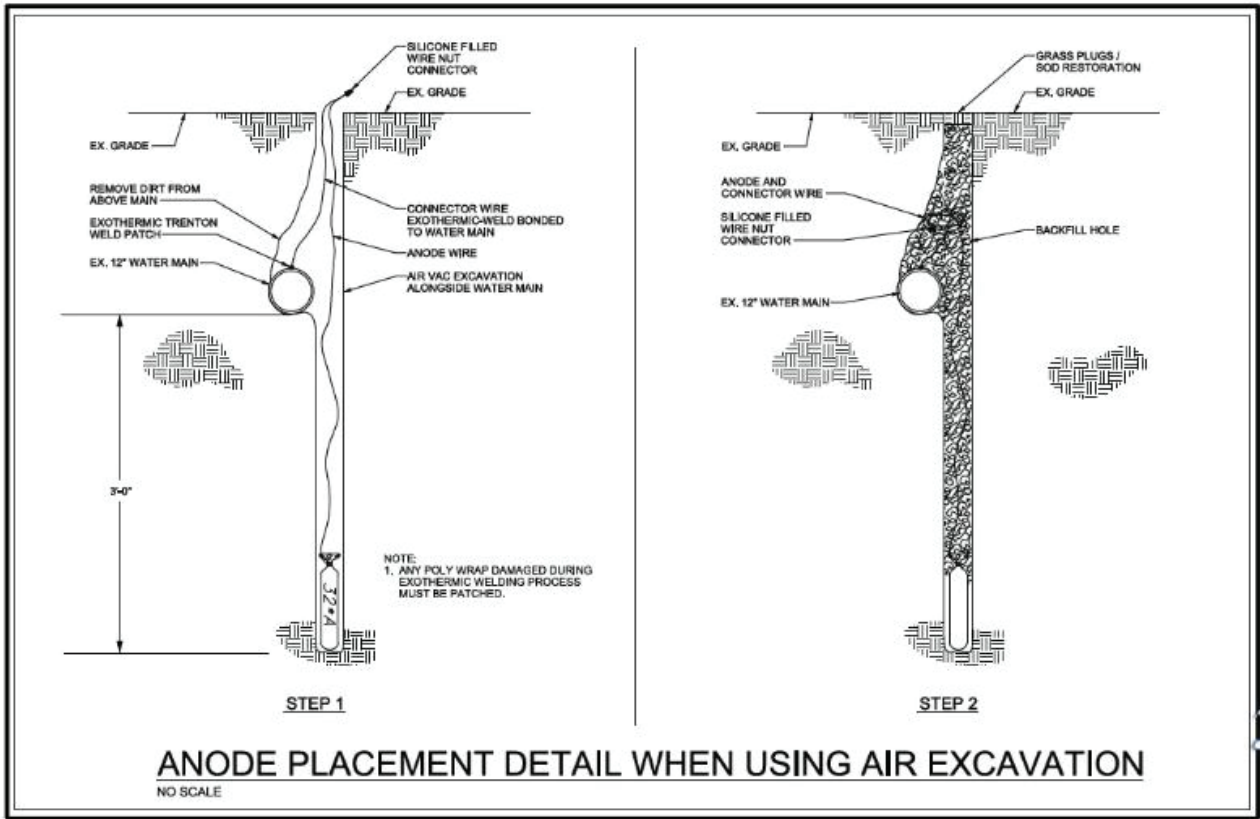 SILICONE FILLED
WIRE NUT
CONNECTOR
EX. GRADE
EX. GRADE
REMOVE DIRT FROM
ABOVE MAIN
EXOTHERMIC TRENTON
WELD PATCH
EX. 12" WATER MAIN
CONNECTOR WIRE
EXOTHERMIC-WELD BONDED
TO WATER MAIN
ANODE WIRE
AIR VAC EXCAVATION
ALONGSIDE WATER MAIN
3'-0"
NOTE:
1. ANY POLY WRAP DAMAGED DURING
EXOTHERMIC WELDING PROCESS
MUST BE PATCHED.
32#A
STEP 1
GRASS PLUGS /
SOD RESTORATION
EX. GRADE
EX. GRADE
ANODE AND
CONNECTOR WIRE
SILICONE FILLED
WIRE NUT
CONNECTOR
BACKFILL HOLE
EX. 12" WATER MAIN
STEP 2
ANODE PLACEMENT DETAIL WHEN USING AIR EXCAVATION
NO SCALE